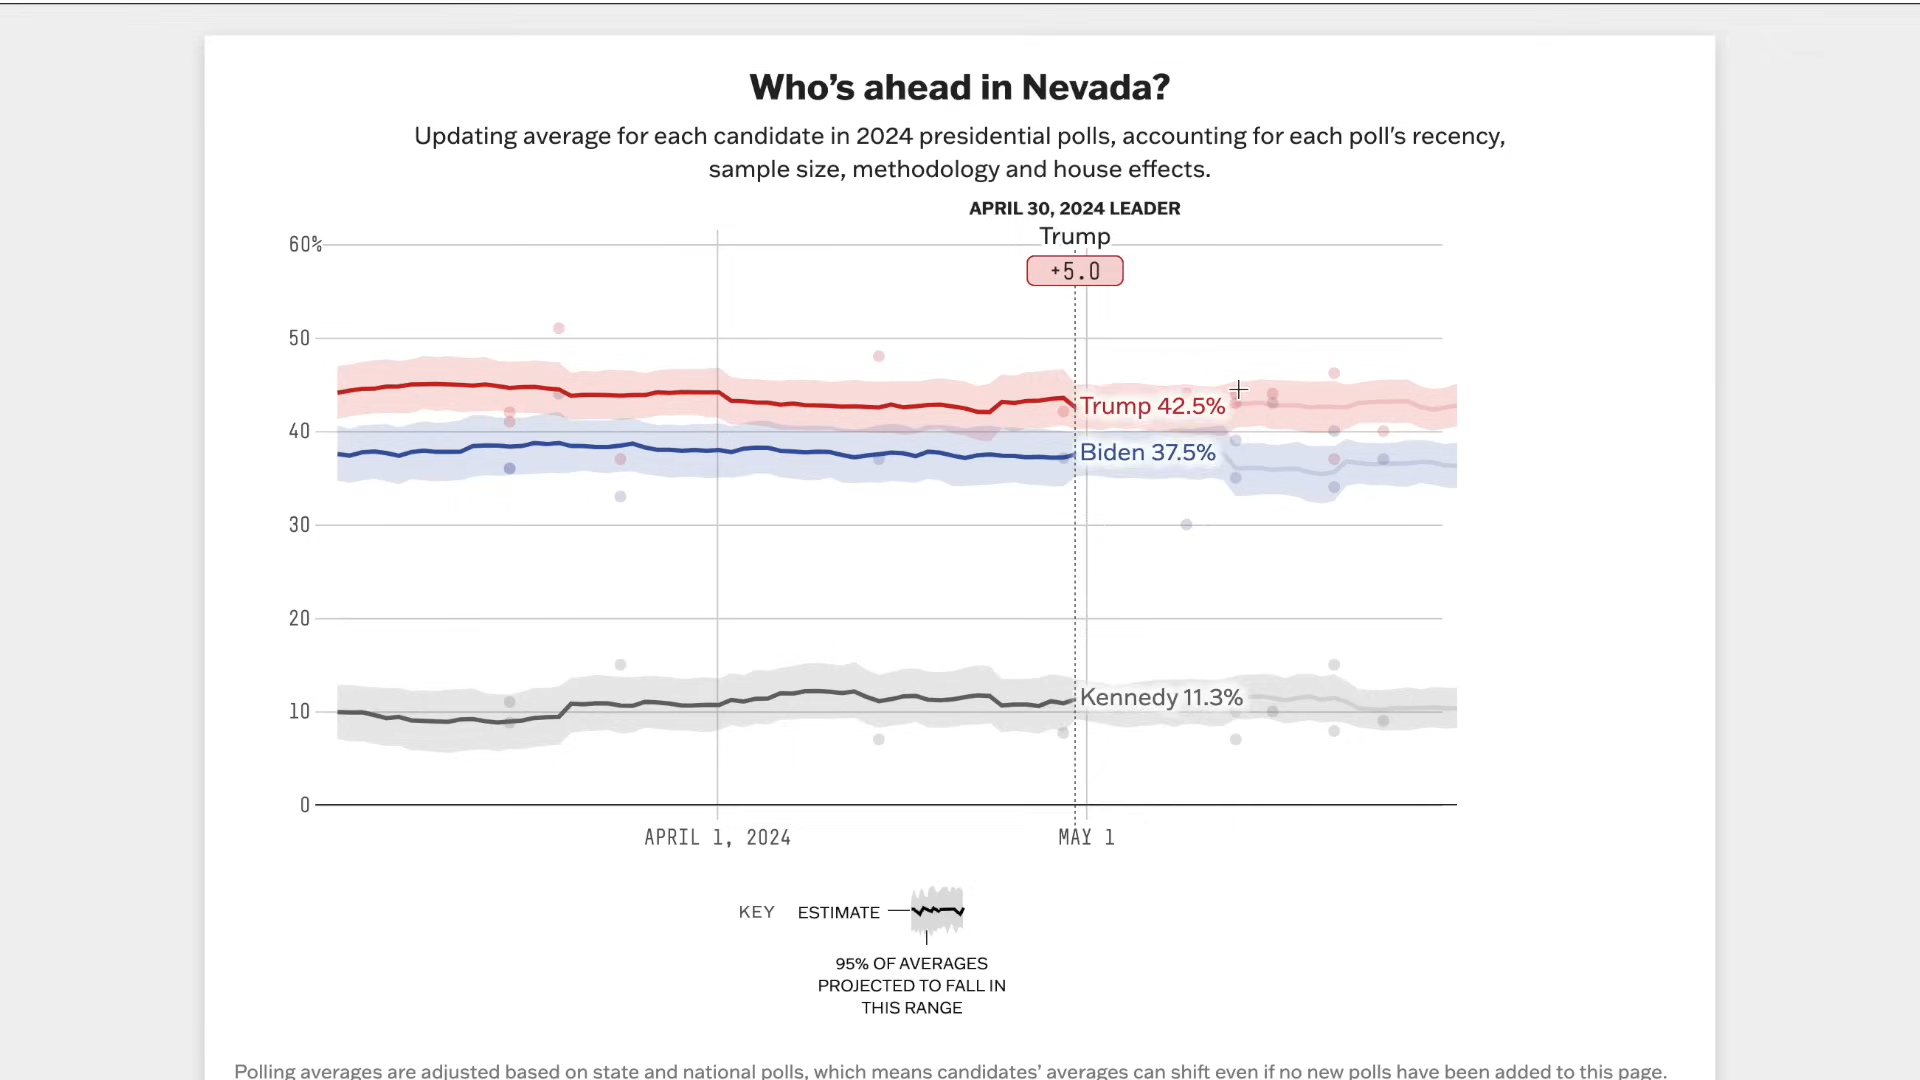 Who's ahead in Nevada?
Updating average for each candidate in 2024 presidential polls, accounting for each poll's recency,
sample size, methodology and house effects.
APRIL 30, 2024 LEADER
Trump
+5.0
60%
50
40
30
20
10
0
Trump 42.5%
Biden 37.5%
Kennedy 11.3%
APRIL 1, 2024
MAY 1
KEY
ESTIMATE
95% OF AVERAGES
PROJECTED TO FALL IN
THIS RANGE
Polling averages are adjusted based on state and national polls, which means candidates' averages can shift even if no new polls have been added to this page.